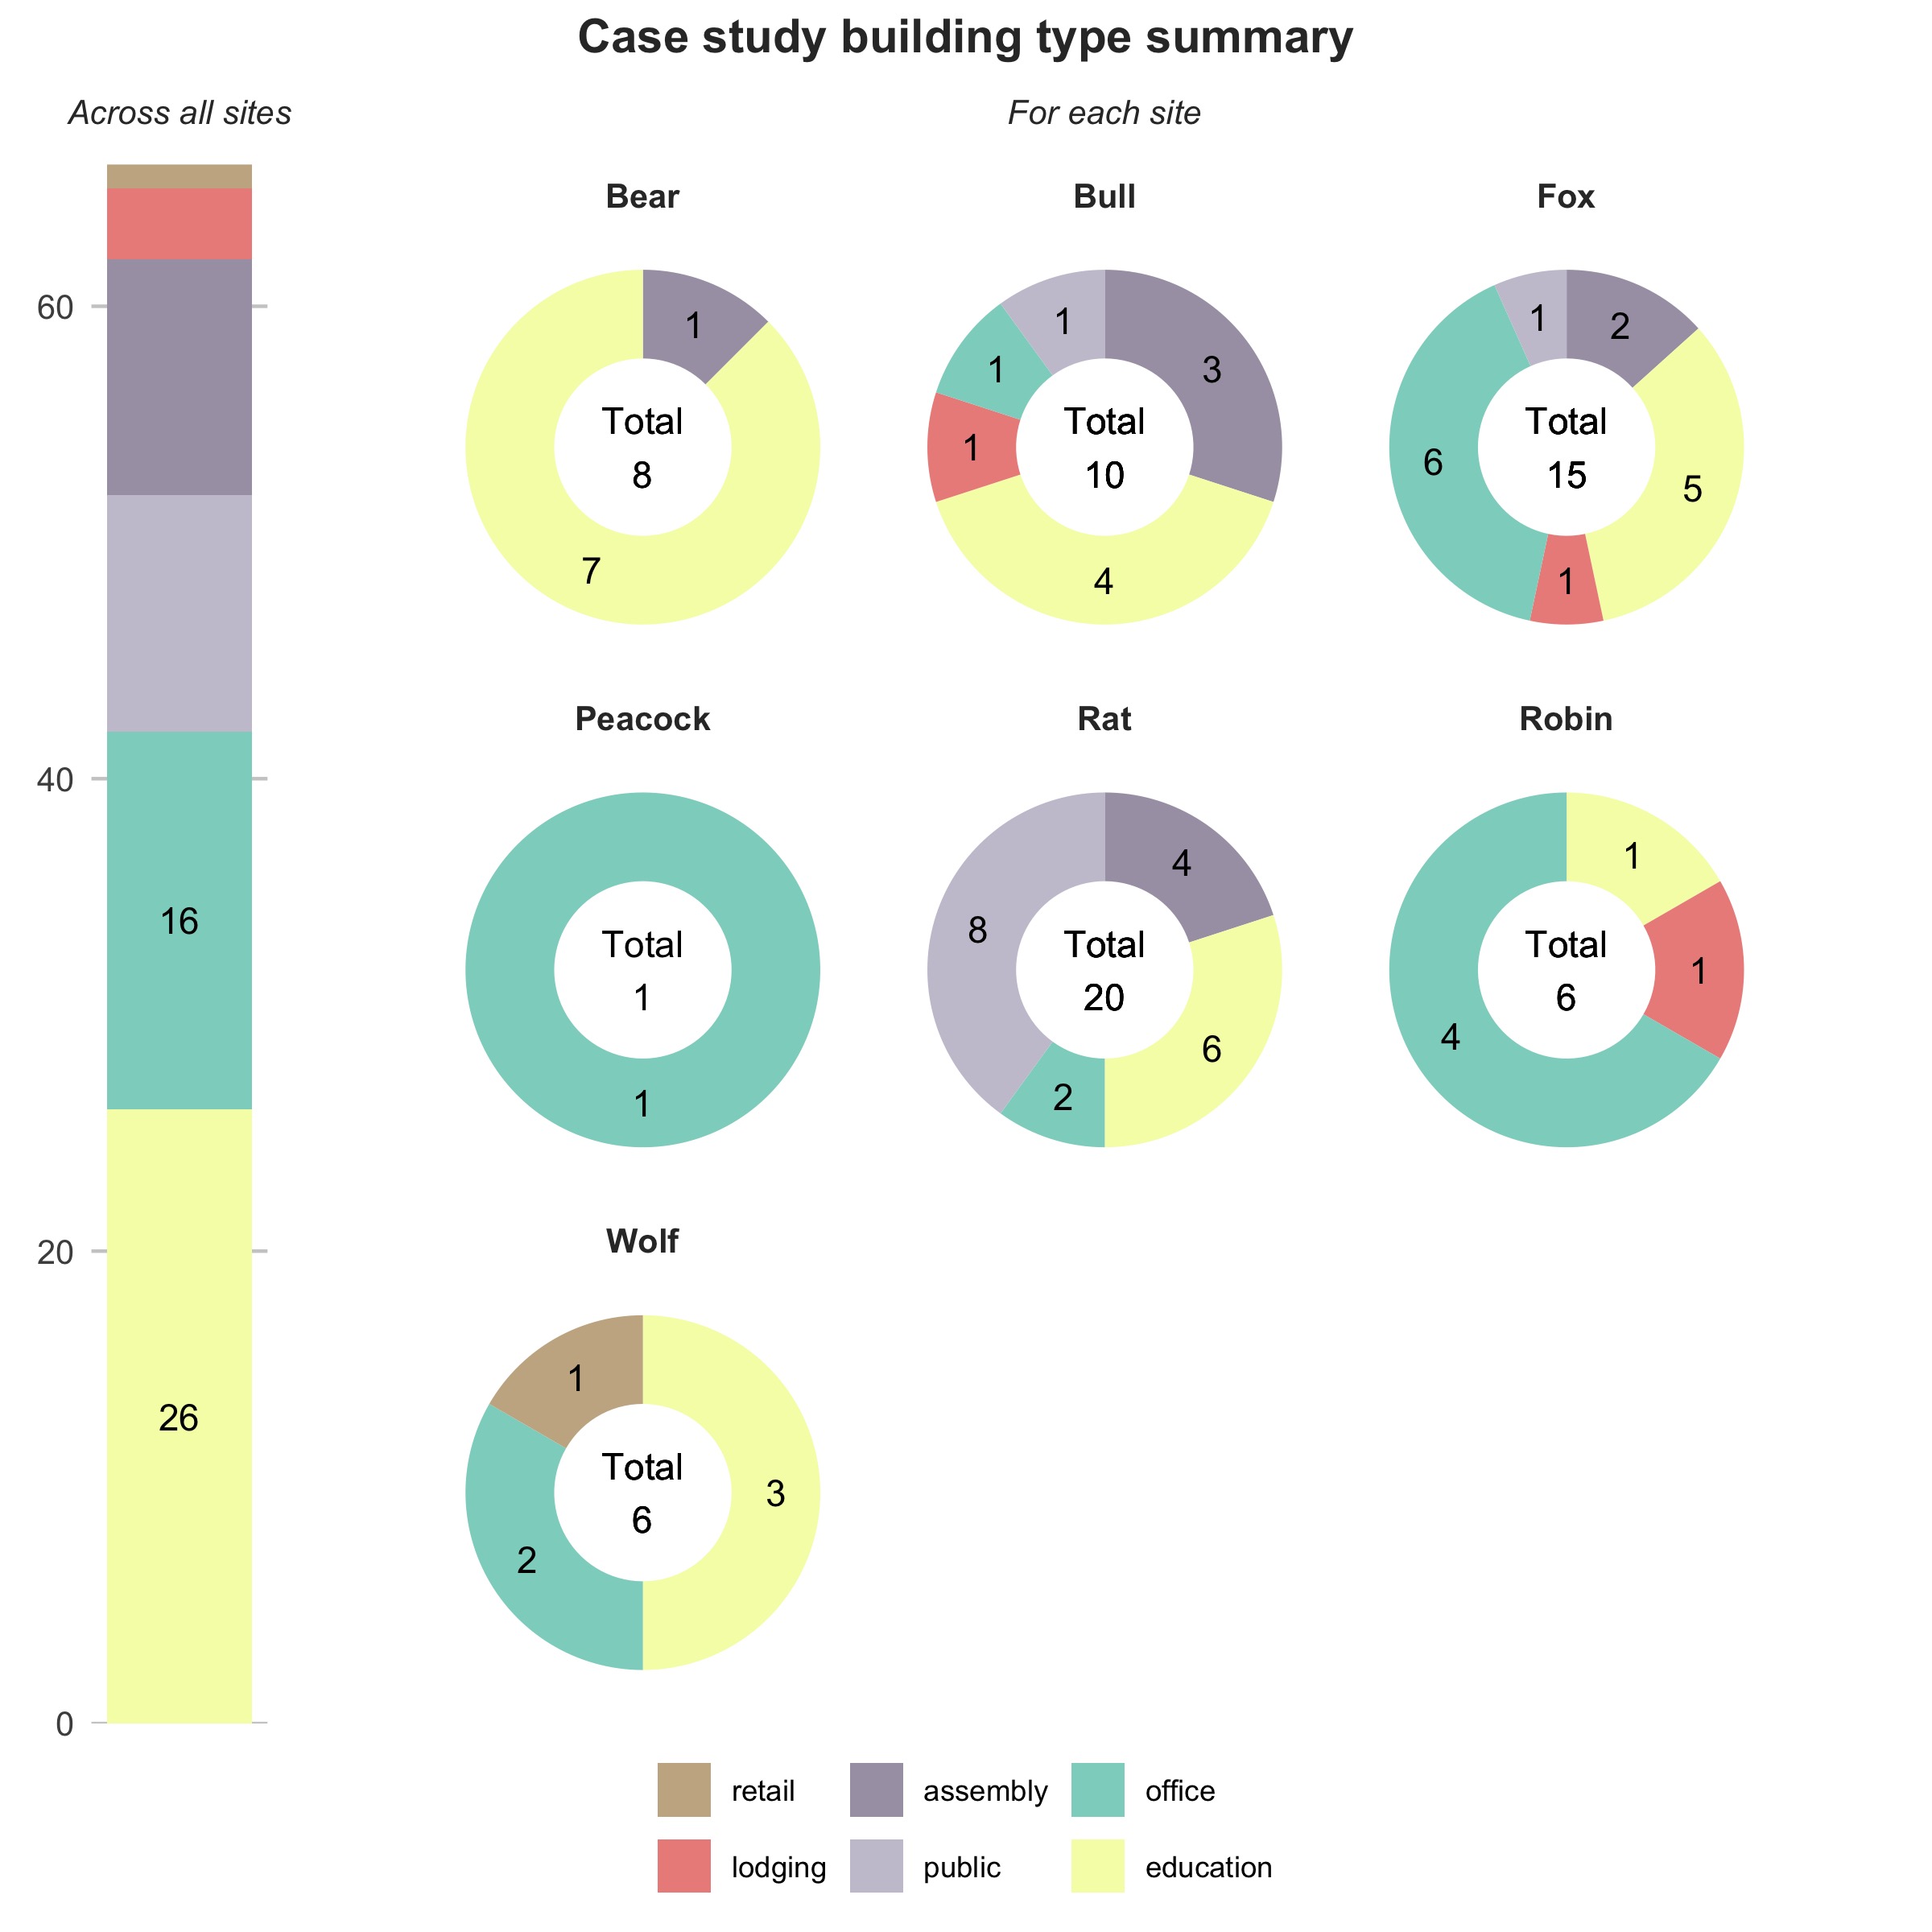 Case study building type summary
Across all sites
For each site
60
40
20
0
16
26
Bear
1
7
Total
8
Bull
1
3
1
1
4
Total
10
Fox
1
2
6
5
1
Total
15
Peacock
Total
1
1
Rat
4
8
6
2
Total
20
Robin
1
1
4
Total
6
Wolf
1
3
2
Total
6
retail
assembly
office
lodging
public
education